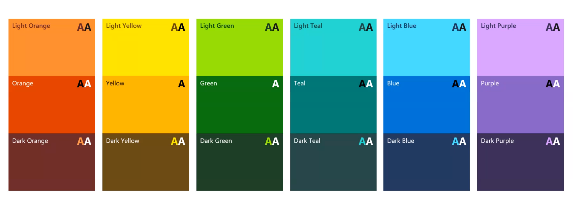 Light Orange AA
Light Yellow AA
Light Green AA
Light Teal AA
Light Blue AA
Light Purple AA
Orange AA
Yellow A
Green A
Teal AA
Blue AA
Purple AA
Dark Orange AA
Dark Yellow AA
Dark Green AA
Dark Teal AA
Dark Blue AA
Dark Purple AA